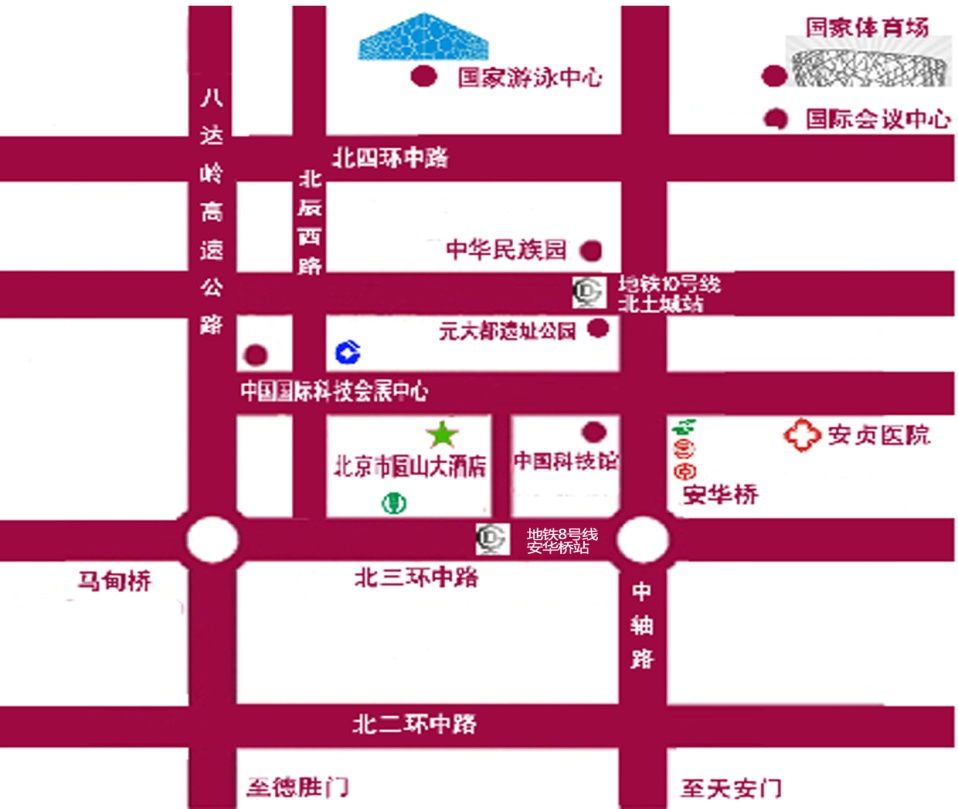 国家体育场
国家游泳中心
国际会议中心
八达岭高速公路
北四环中路
北辰西路
中华民族园
地铁10号线
北土城站
元大都遗址公园
中国国际科技会展中心
北京市圆山大酒店
中国科技馆
安贞医院
安华桥
地铁8号线
安华桥站
马甸桥
北三环中路
中轴路
北二环中路
至德胜门
至天安门